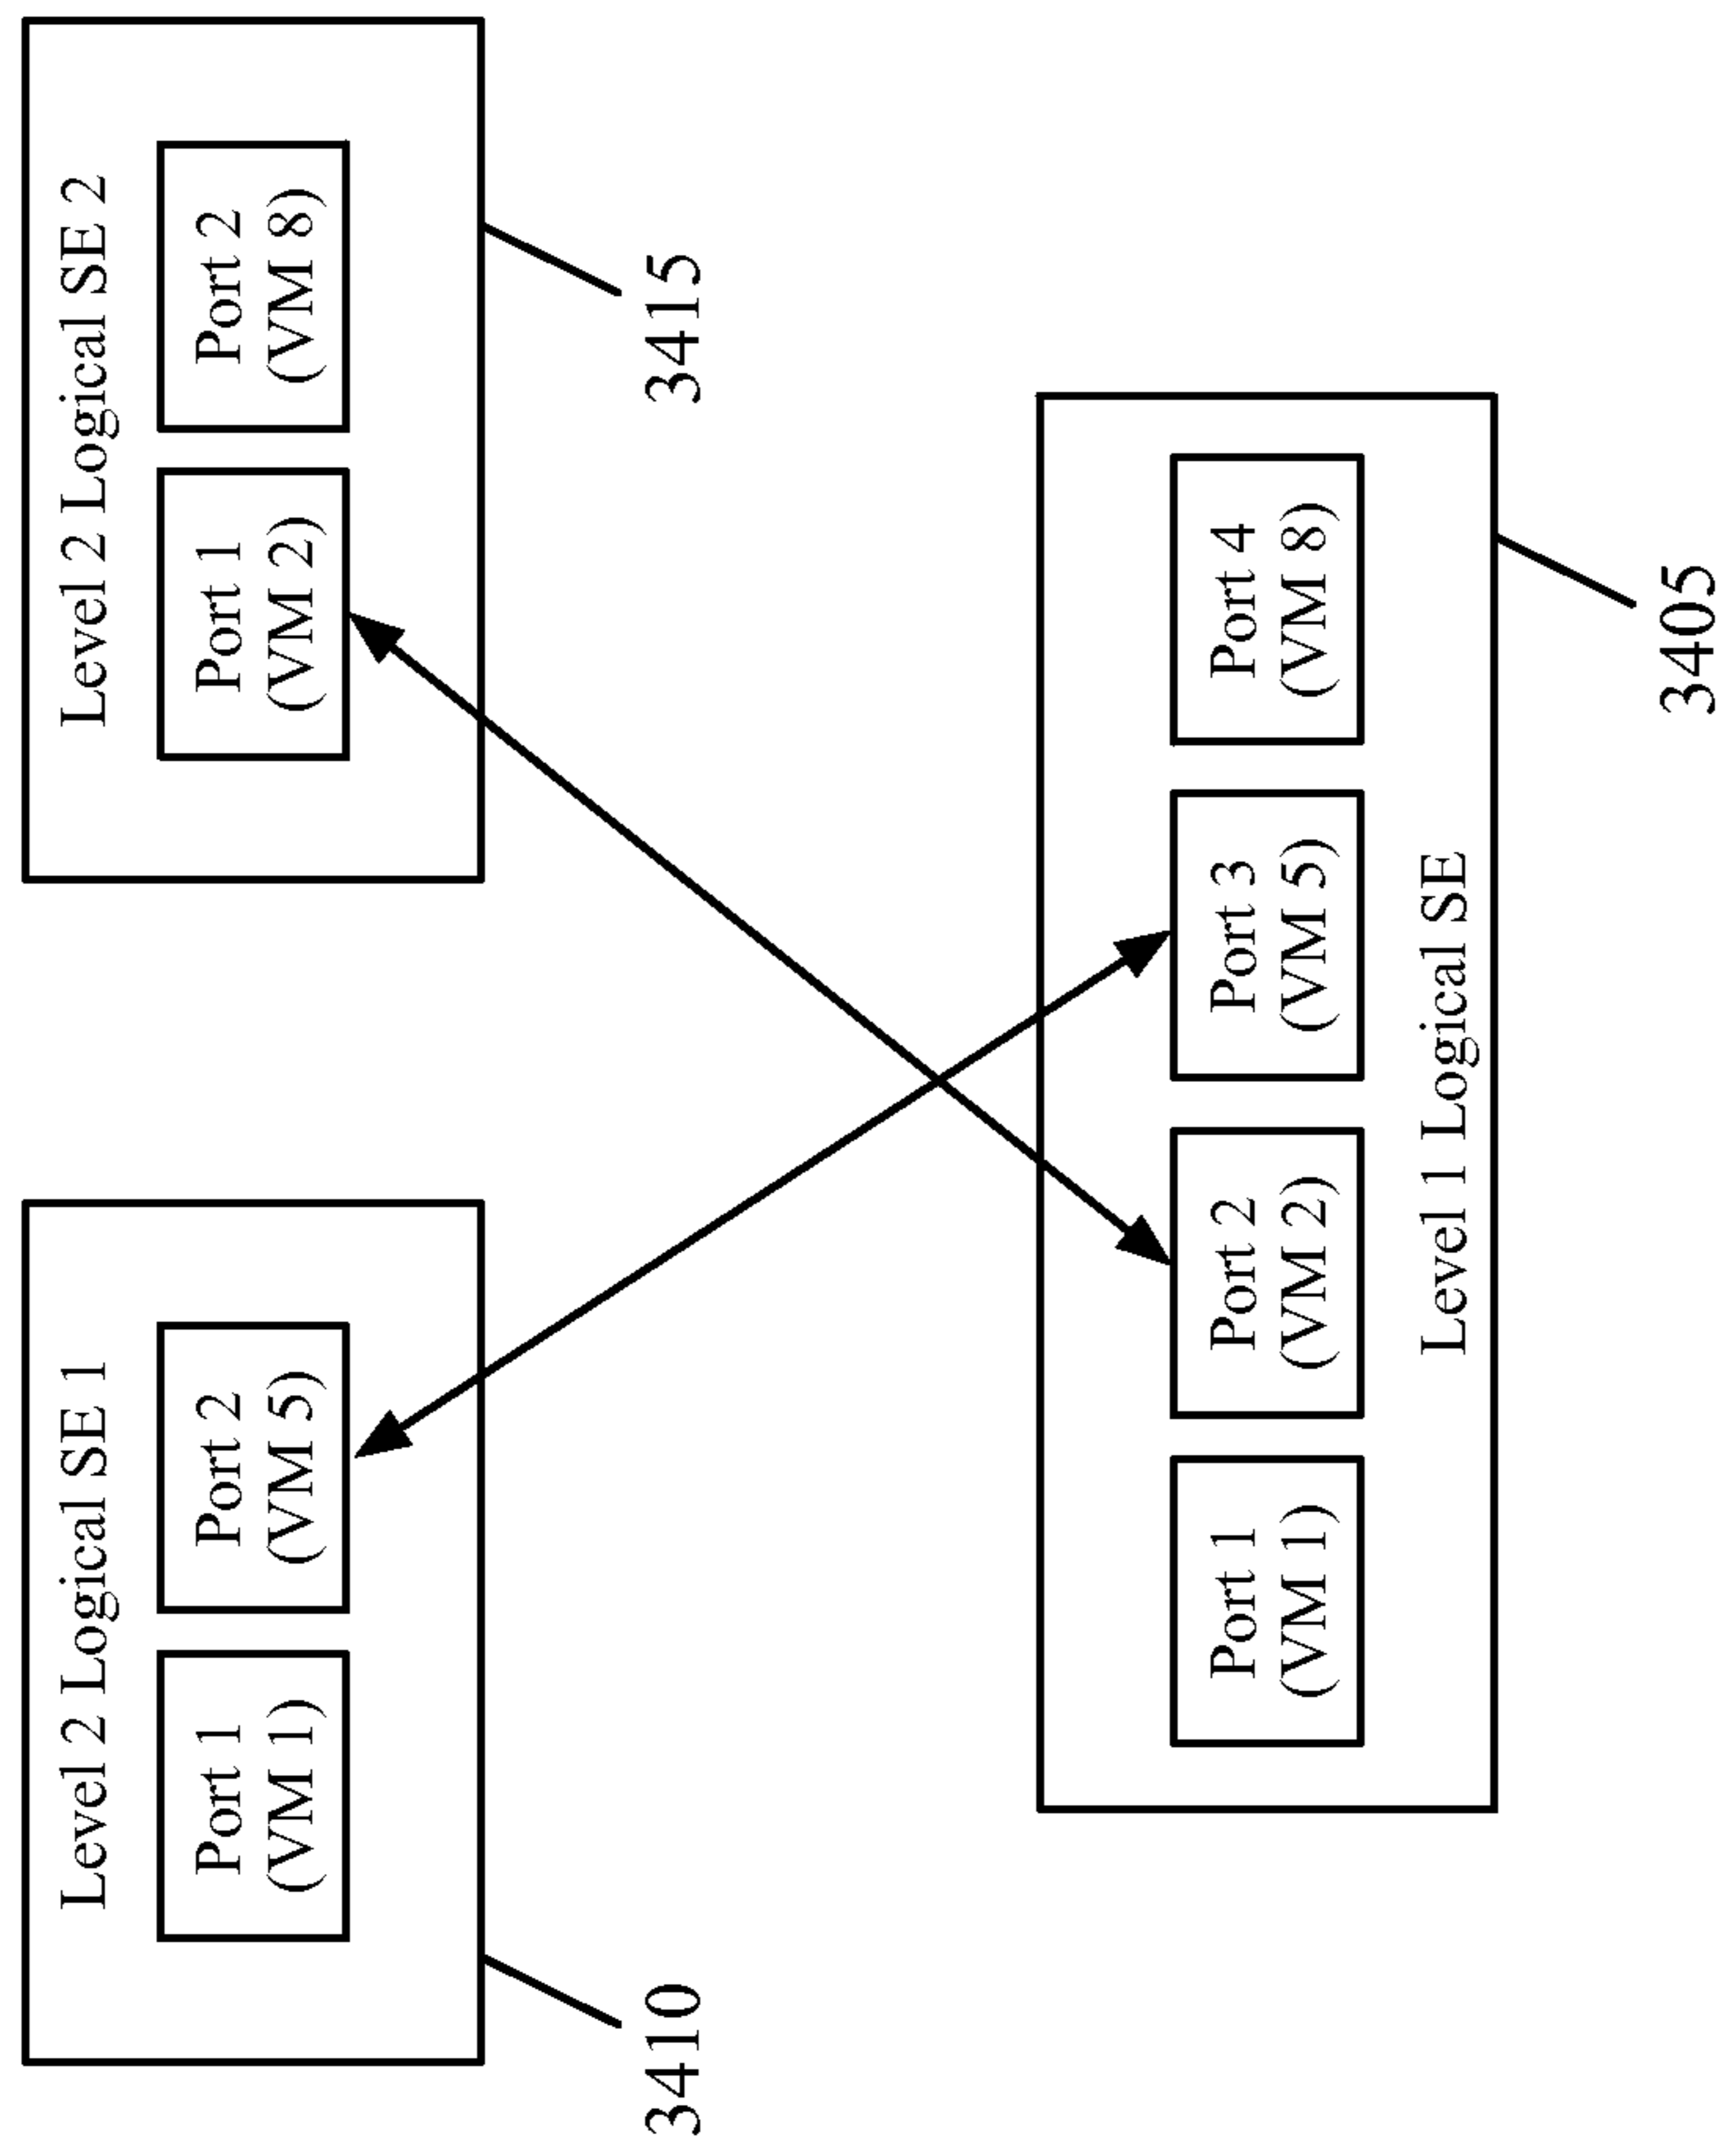 Level 2 Logical SE 1
Port 1
(VM 1)
Port 2
(VM 5)
3410
Level 2 Logical SE 2
Port 1
(VM 2)
Port 2
(VM 8)
3415
Port 1
(VM 1)
Port 2
(VM 2)
Port 3
(VM 5)
Port 4
(VM 8)
Level 1 Logical SE
3405